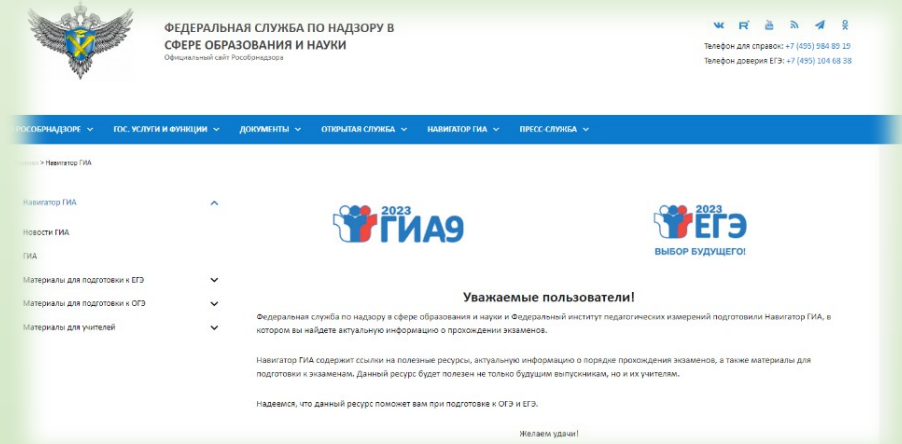 ФЕДЕРАЛЬНАЯ СЛУЖБА ПО НАДЗОРУ В
СФЕРЕ ОБРАЗОВАНИЯ И НАУКИ
Официальный сайт Рособрнадзора
Телефон для справок: +7 (495) 984 89 19
Телефон доверия ЕГЭ: +7 (495) 104 68 38
РОСОБРНАДЗОРЕ ГОС. УСЛУГИ И ФУНКЦИИ ДОКУМЕНТЫ ОТКРЫТАЯ СЛУЖБА НАВИГАТОР ГИА ПРЕСС-СЛУЖБА
> Навигатор ГИА
Навигатор ГИА
Новости ГИА
ГИА
Материалы для подготовки к ЕГЭ
Материалы для подготовки к ОГЭ
Материалы для учителей
2023
ГИА9
2023
ЕГЭ
ВЫБОР БУДУЩЕГО!
Уважаемые пользователи!
Федеральная служба по надзору в сфере образования и науки и Федеральный институт педагогических измерений подготовили Навигатор ГИА, в
котором вы найдете актуальную информацию о прохождении экзаменов.
Навигатор ГИА содержит ссылки на полезные ресурсы, актуальную информацию о порядке прохождения экзаменов, а также материалы для
подготовки к экзаменам. Данный ресурс будет полезен не только будущим выпускникам, но и их учителям.
Надеемся, что данный ресурс поможет вам при подготовке к ОГЭ и ЕГЭ.
Желаем удачи!